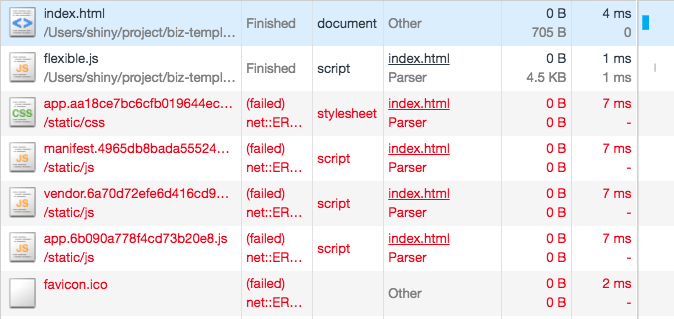 index.html Finished document Other 0 B 4 ms
/Users/shiny/project/biz-templ… 705 B 0
flexible.js Finished script index.html 0 B 1 ms
/Users/shiny/project/biz-templ… Parser 4.5 KB 1 ms
app.aa18ce7bc6cfb019644ec… (failed) stylesheet index.html 0 B 7 ms
/static/css net::ER… Parser 0 B -
manifest.4965db8bada55524… (failed) script index.html 0 B 7 ms
/static/js net::ER… Parser 0 B -
vendor.6a70d72efe6d416cd9… (failed) script index.html 0 B 7 ms
/static/js net::ER… Parser 0 B -
app.6b090a778f4cd73b20e8.js (failed) script index.html 0 B 7 ms
/static/js net::ER… Parser 0 B -
favicon.ico (failed) Other 0 B 2 ms
net::ER… 0 B -